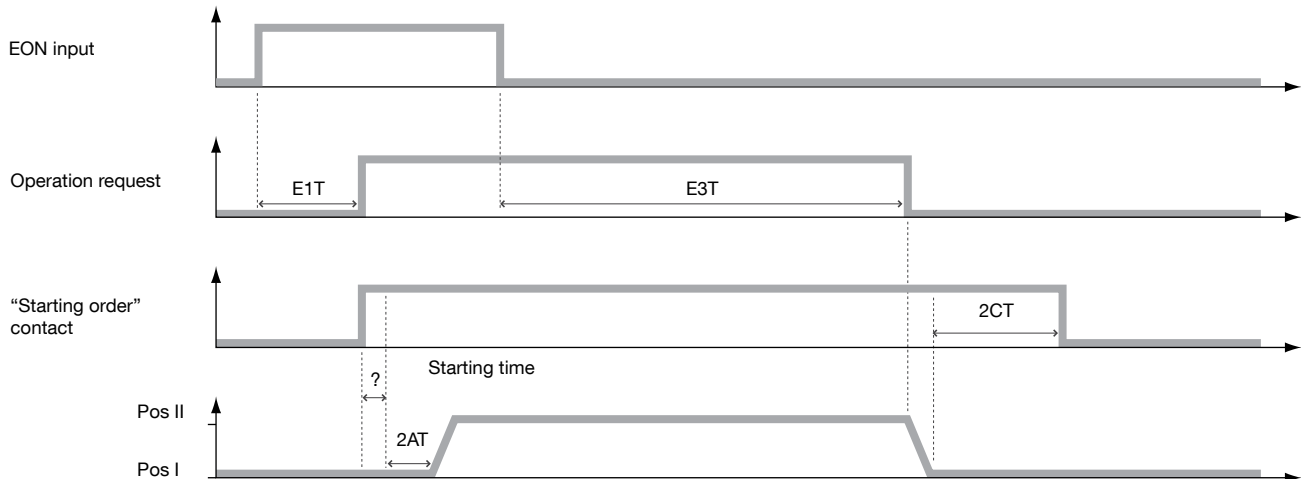 EON input
Operation request
E1T
E3T
“Starting order”
contact
2CT
Starting time
?
Pos II
2AT
Pos I